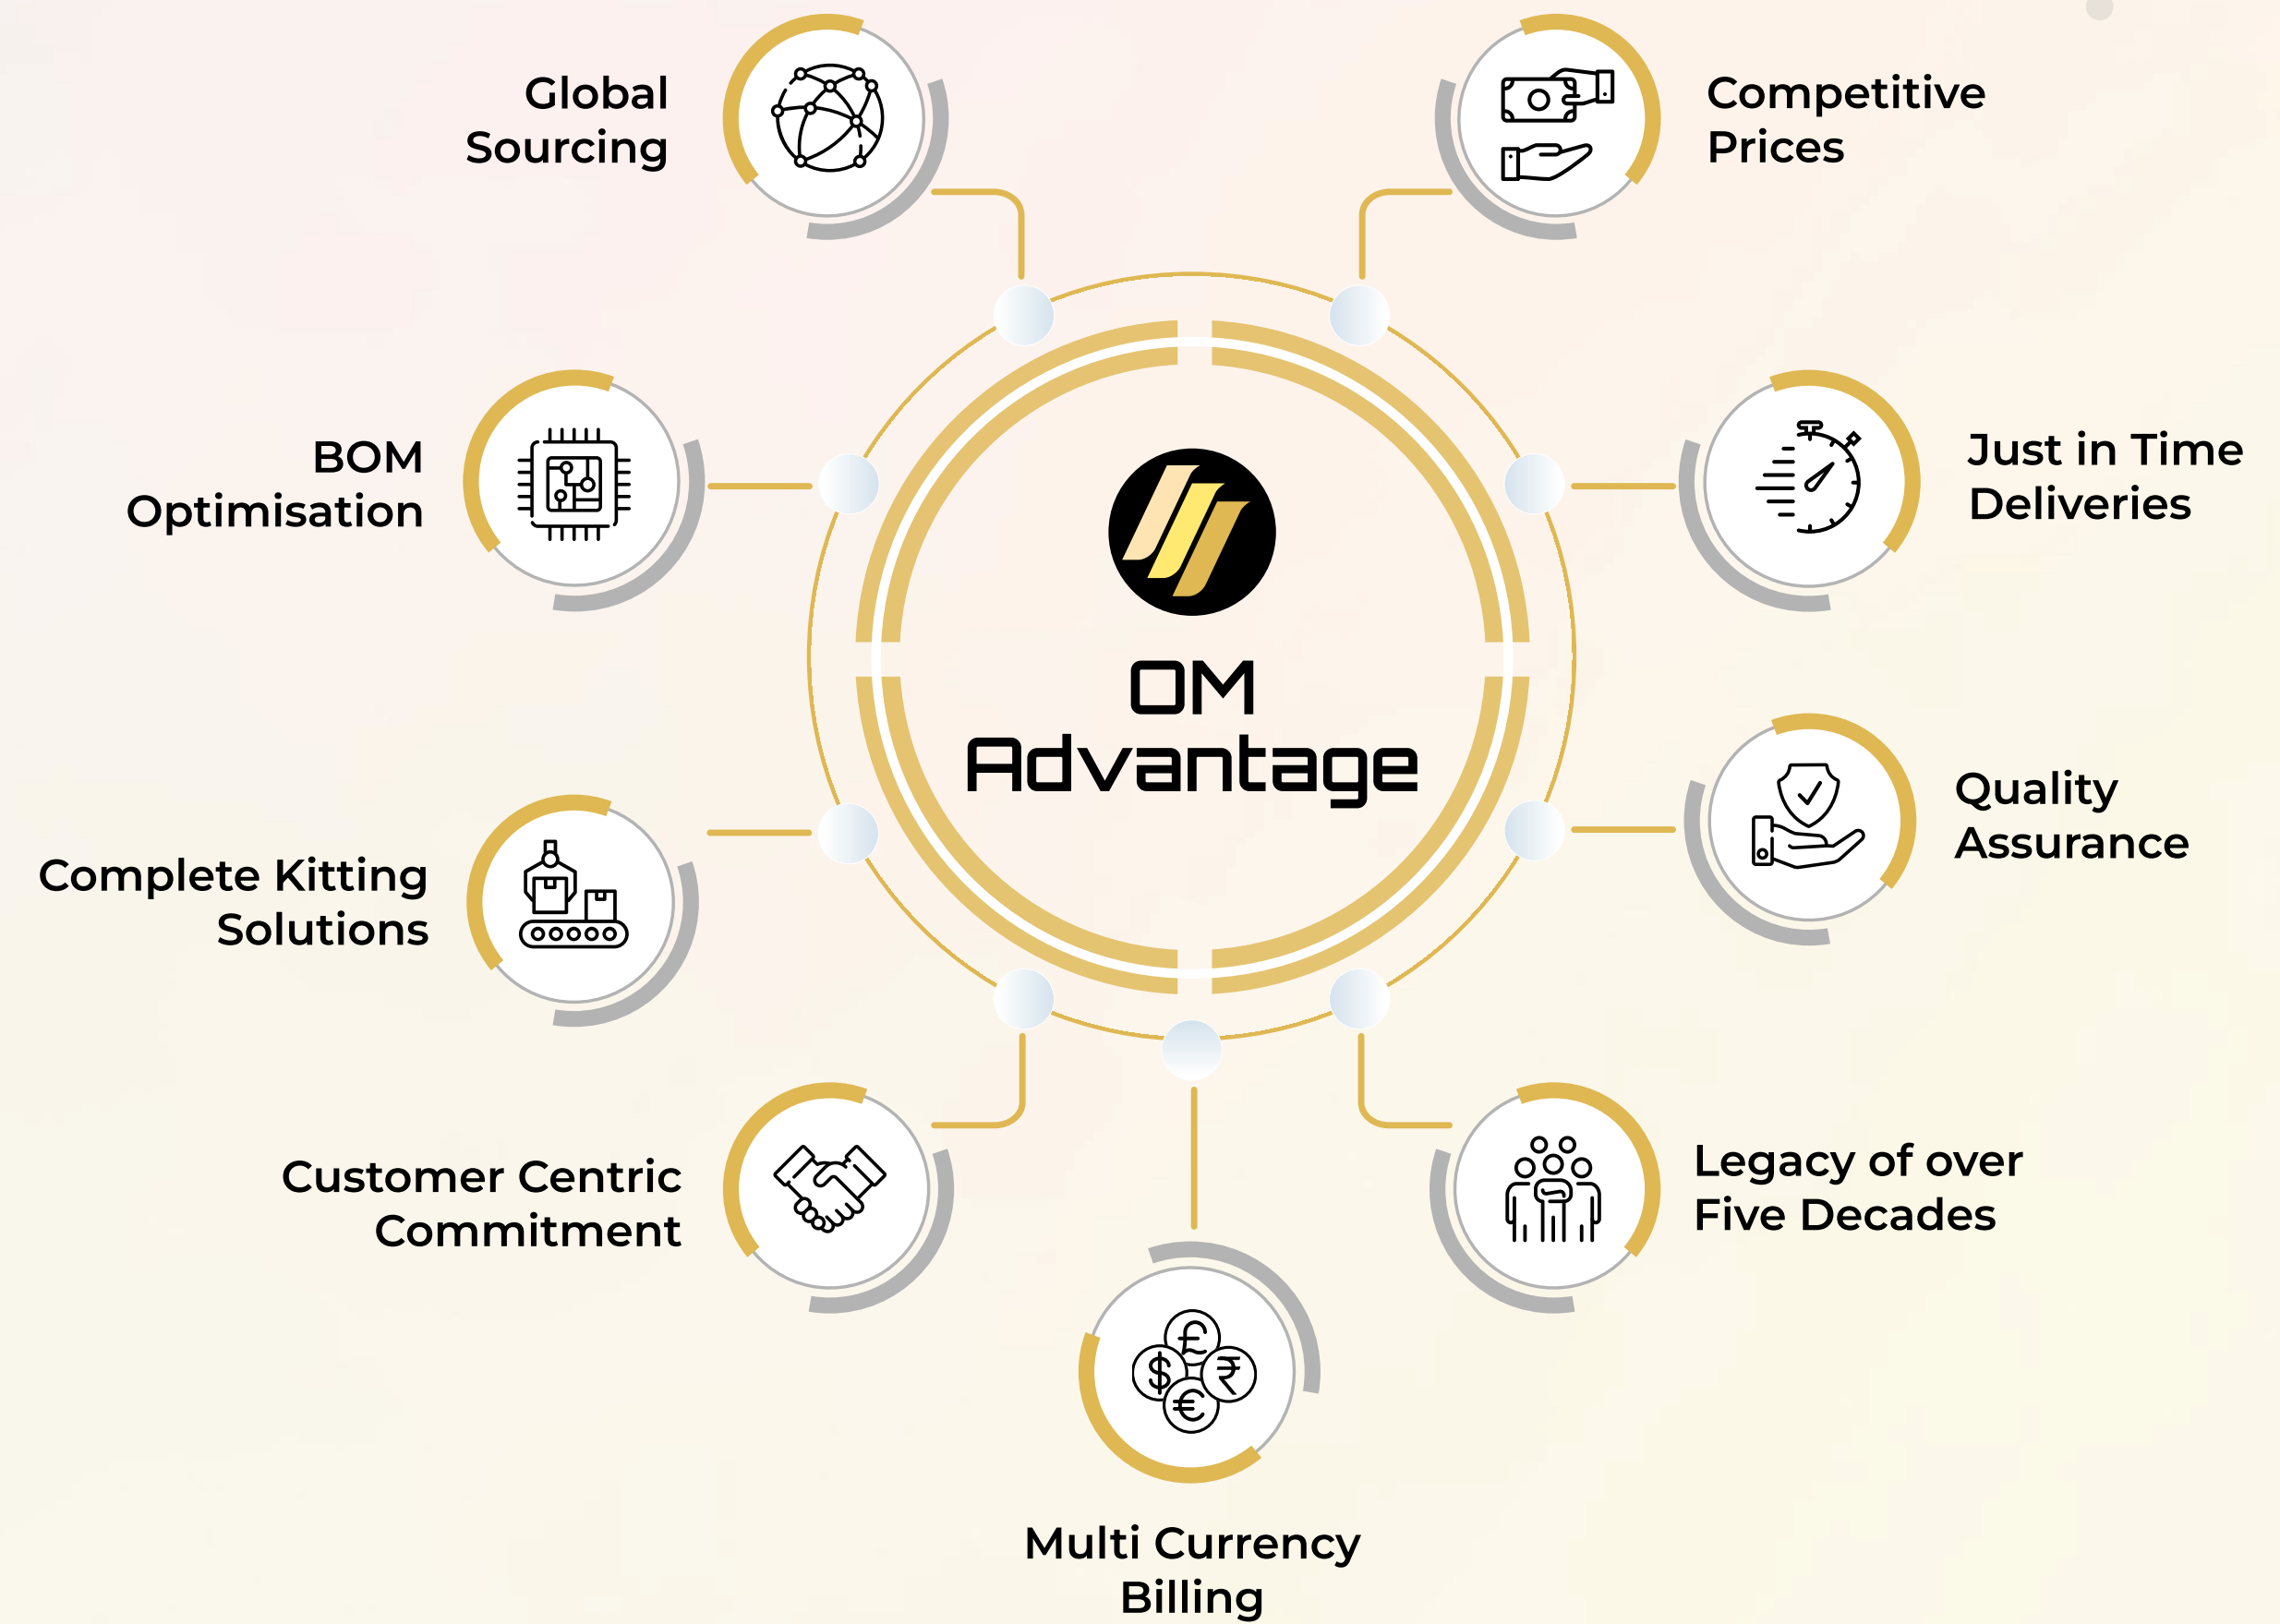 Global
Sourcing
Competitive
Prices
BOM
Optimisation
Just in Time
Deliveries
OM
Advantage
Complete Kitting
Solutions
Quality
Assurance
Customer Centric
Commitment
Legacy of over
Five Decades
£
$
₹
€
Multi Currency
Billing